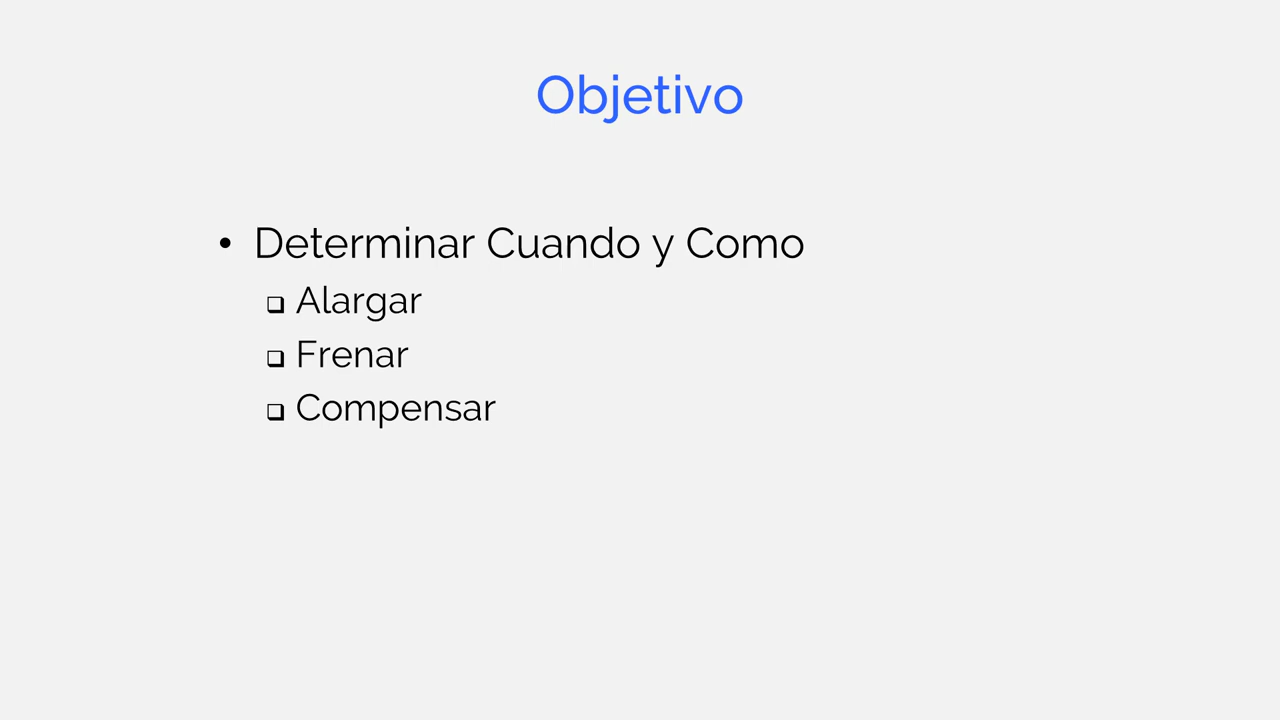 Objetivo
• Determinar Cuando y Como
❑ Alargar
❑ Frenar
❑ Compensar